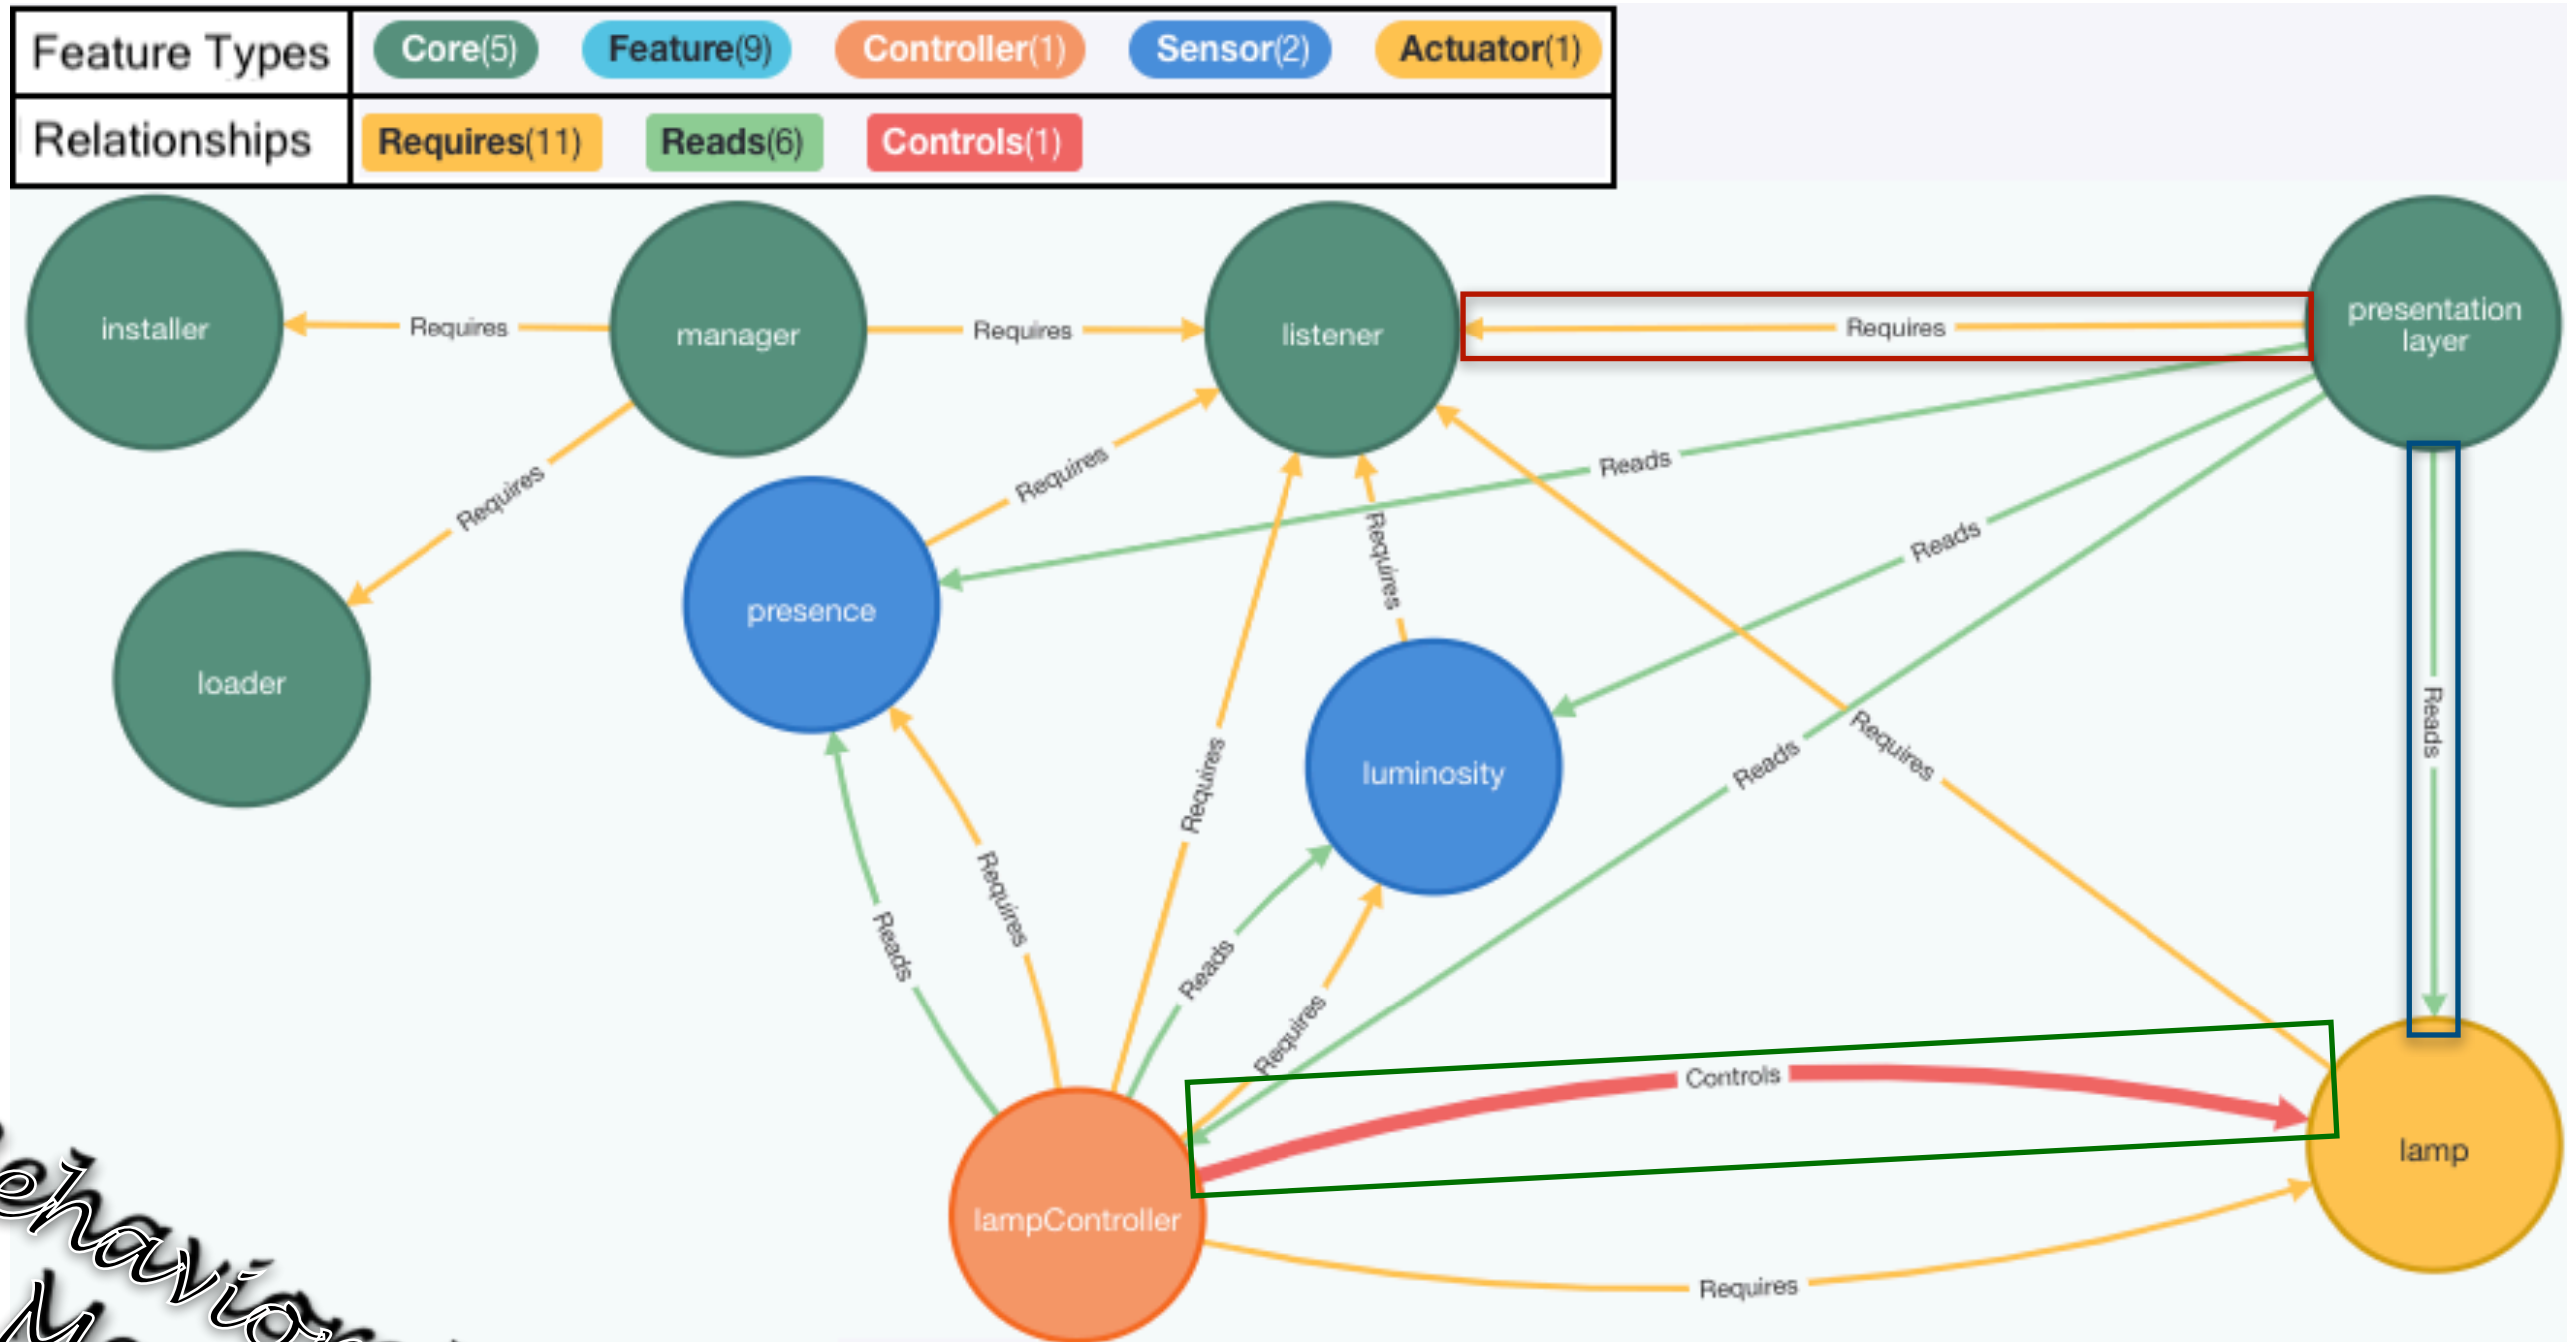 Feature Types
Core(5)
Feature(9)
Controller(1)
Sensor(2)
Actuator(1)
Relationships
Requires(11)
Reads(6)
Controls(1)
installer
Requires
manager
Requires
listener
Requires
presentation
layer
Requires
Requires
Reads
Reads
Requires
presence
loader
Requires
luminosity
Reads
Requires
Reads
Requires
Reads
Reads
Requires
Controls
lamp
lampController
Requires